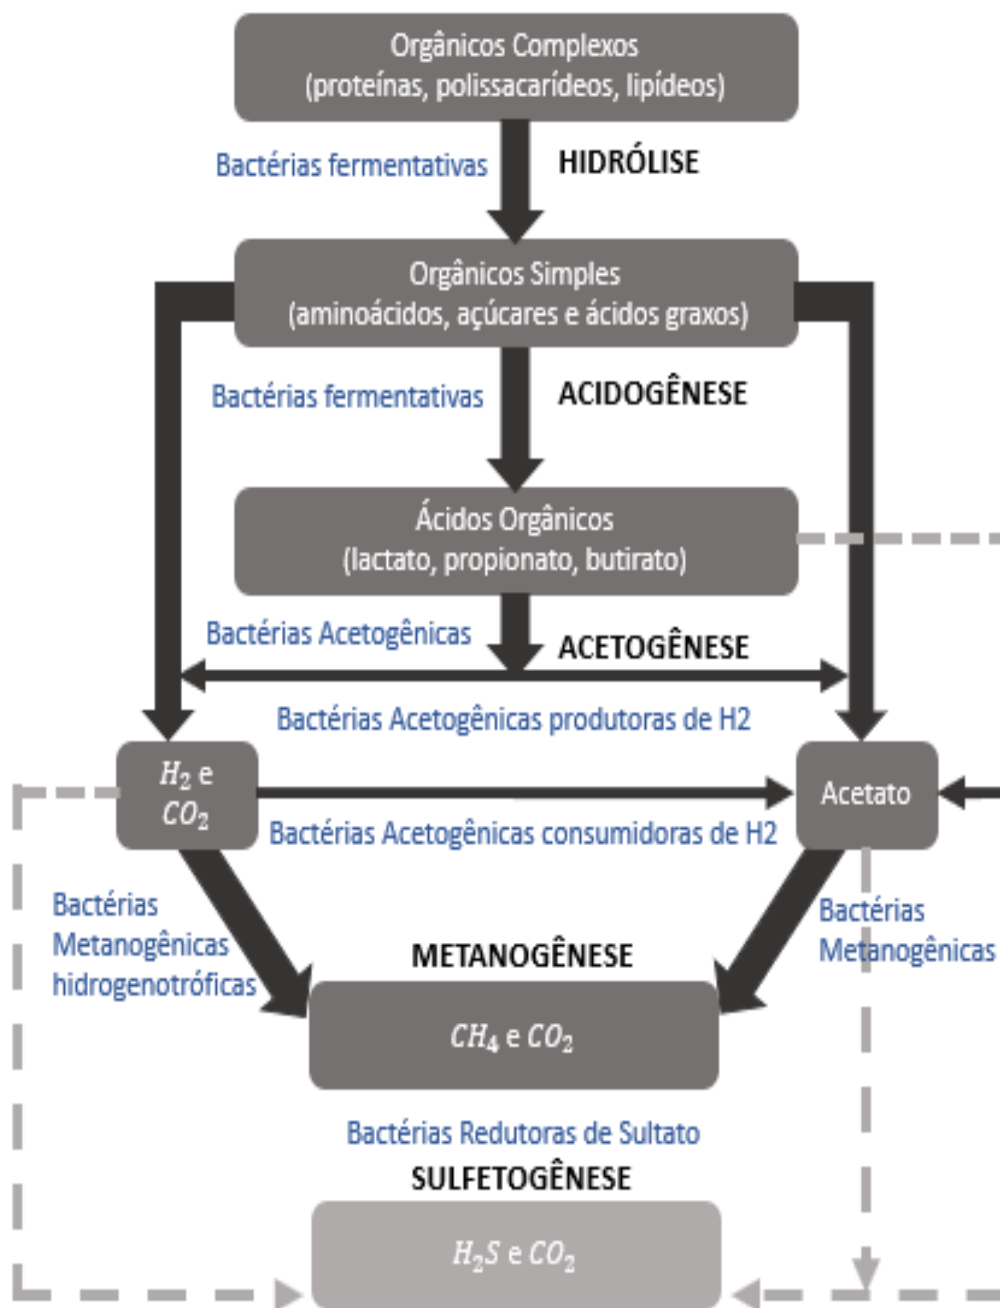 Orgânicos Complexos
(proteínas, polissacarídeos, lipídeos)
Bactérias fermentativas
HIDRÓLISE
Orgânicos Simples
(aminoácidos, açúcares e ácidos graxos)
Bactérias fermentativas
ACIDOGÊNESE
Ácidos Orgânicos
(lactato, propionato, butirato)
Bactérias Acetogênicas
ACETOGÊNESE
Bactérias Acetogênicas produtoras de H2
H₂ e
CO₂
Acetato
Bactérias Acetogênicas consumidoras de H2
Bactérias
Metanogênicas
hidrogenotróficas
Bactérias
Metanogênicas
METANOGÊNESE
CH₄ e CO₂
Bactérias Redutoras de Sultato
SULFETOGÊNESE
H₂S e CO₂